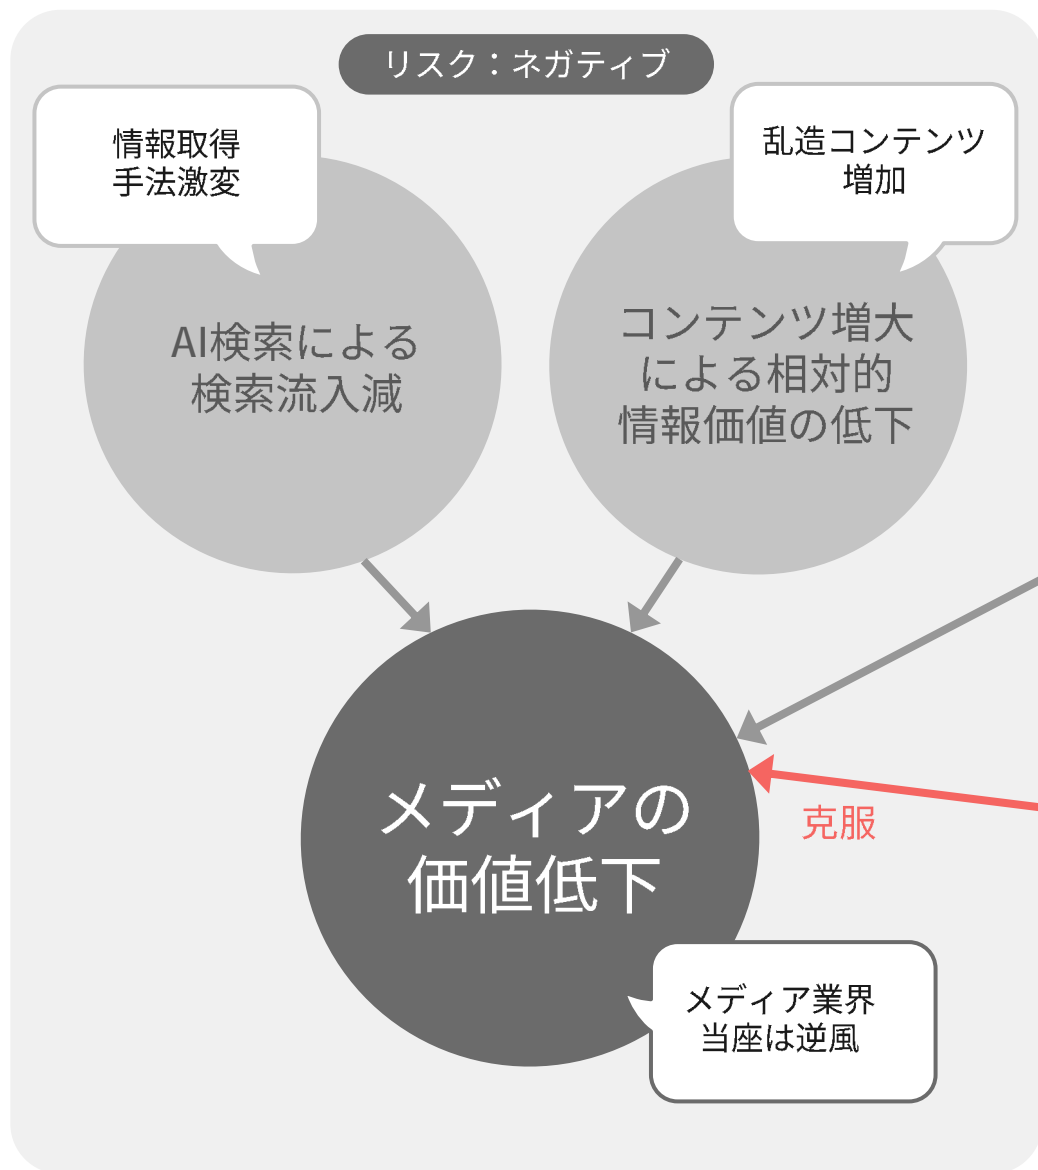 リスク：ネガティブ
情報取得
手法激変
乱造コンテンツ
増加
AI検索による
検索流入減
コンテンツ増大
による相対的
情報価値の低下
メディアの
価値低下
克服
メディア業界
当座は逆風